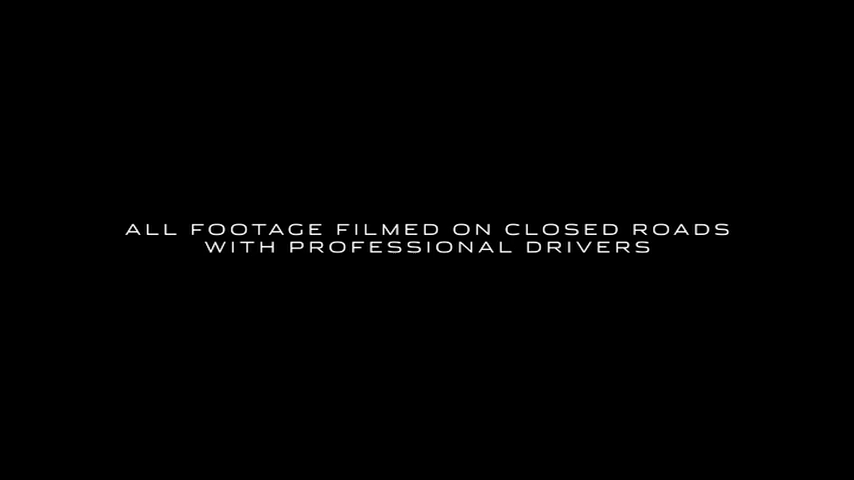 ALL FOOTAGE FILMED ON CLOSED ROADS
WITH PROFESSIONAL DRIVERS